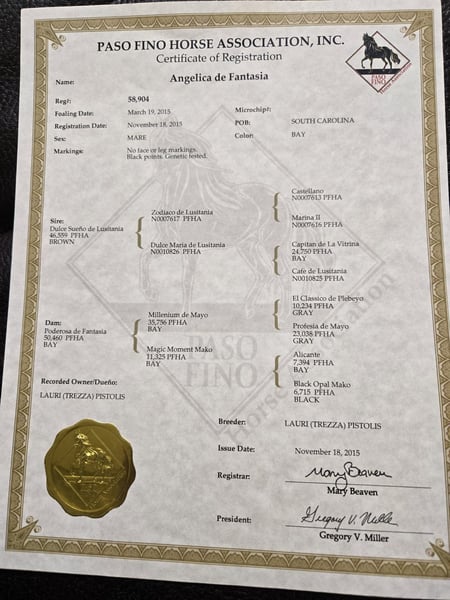 PASO FINO HORSE ASSOCIATION, INC.
Certificate of Registration
PASO
FINO
Name: Angelica de Fantasia
Reg#: 58,904
Foaling Date: March 19, 2015
Microchip#:
Registration Date: November 18, 2015
POB: SOUTH CAROLINA
Sex: MARE
Color: BAY
Markings: No face or leg markings.
Black points. Genetic tested.
Castellano
N0007613 PFHA
Zodiaco de Lusitania
N0007617 PFHA
Marina II
N0007616 PFHA
Sire:
Dulce Sueño de Lusitania
46,559 PFHA
BROWN
Dulce Maria de Lusitania
N0010826 PFHA
Capitan de La Vitrina
24,750 PFHA
BAY
Cafe de Lusitania
N0010825 PFHA
El Classico de Plebeyo
10,234 PFHA
GRAY
Millenium de Mayo
35,756 PFHA
BAY
Profesia de Mayo
23,038 PFHA
GRAY
Dam:
Poderosa de Fantasia
50,460 PFHA
BAY
Magic Moment Mako
11,325 PFHA
BAY
Alicante
7,394 PFHA
BAY
Black Opal Mako
6,715 PFHA
BLACK
PASO
FINO
Recorded Owner/Dueño:
LAURI (TREZZA) PISTOLIS
Breeder: LAURI (TREZZA) PISTOLIS
Issue Date: November 18, 2015
Registrar: Mary Beaven
Mary Beaven
President: Gregory V. Miller
Gregory V. Miller